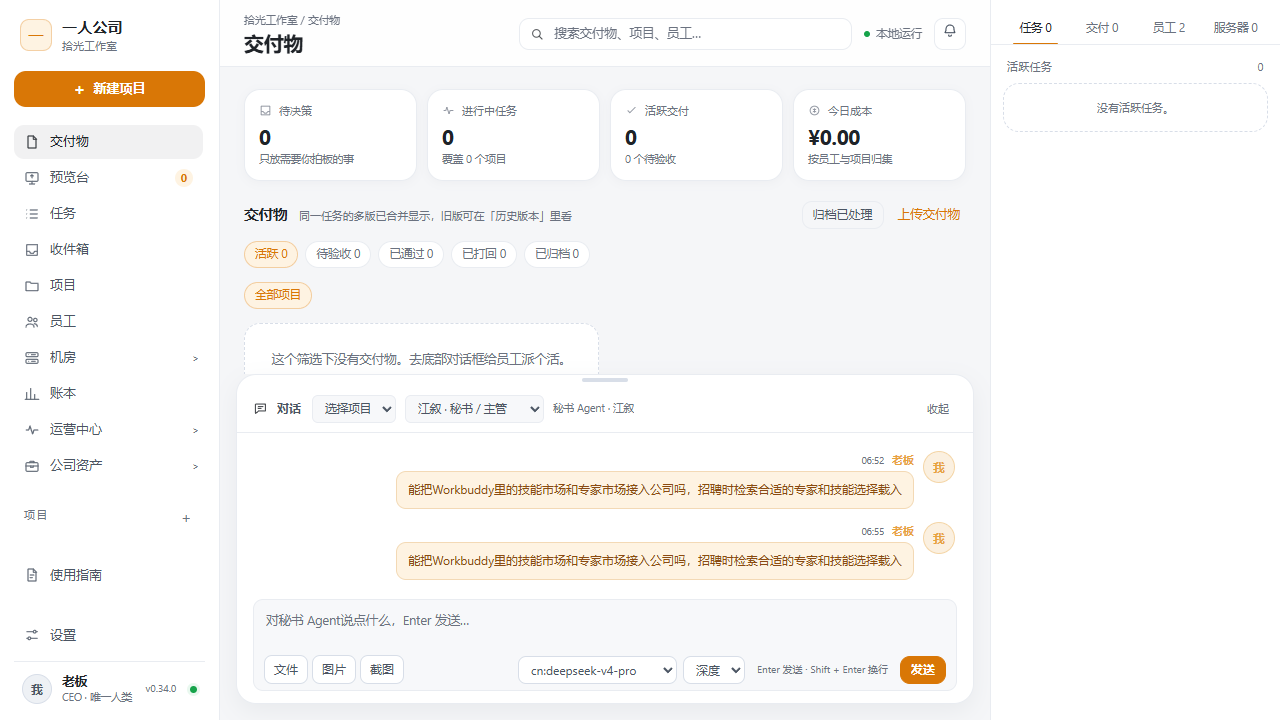 一
一人公司
拾光工作室
+ 新建项目
交付物
预览台 0
任务
收件箱
项目
员工
机房 >
账本
运营中心 >
公司资产 >
项目 +
使用指南
设置
我
老板
CEO · 唯一人类
v0.34.0
拾光工作室 / 交付物
交付物
搜索交付物、项目、员工...
本地运行
待决策
0
只放需要你拍板的事
进行中任务
0
覆盖 0 个项目
活跃交付
0
0 个待验收
今日成本
¥0.00
按员工与项目归集
交付物 同一任务的多版已合并显示，旧版可在「历史版本」里看
归档已处理 上传交付物
活跃 0 待验收 0 已通过 0 已打回 0 已归档 0
全部项目
这个筛选下没有交付物。去底部对话框给员工派个活。
对话 选择项目 江叙 · 秘书 / 主管 秘书 Agent · 江叙 收起
06:52 老板 我
能把Workbuddy里的技能市场和专家市场接入公司吗，招聘时检索合适的专家和技能选择载入
06:55 老板 我
能把Workbuddy里的技能市场和专家市场接入公司吗，招聘时检索合适的专家和技能选择载入
对秘书 Agent说点什么，Enter 发送...
文件 图片 截图 cn:deepseek-v4-pro 深度 Enter 发送 · Shift + Enter 换行 发送
任务 0 交付 0 员工 2 服务器 0
活跃任务 0
没有活跃任务。